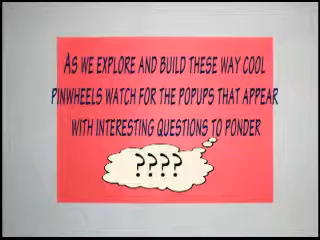 As we explore and build these way cool
pinwheels watch for the popups that appear
with interesting questions to ponder
????